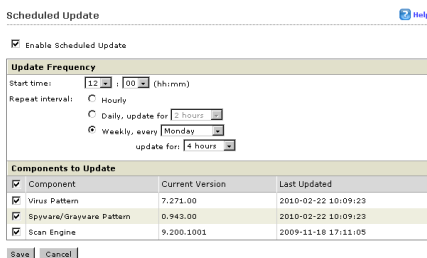 Scheduled Update
Help
Enable Scheduled Update
Update Frequency
Start time: 12 : 00 (hh:mm)
Repeat interval: Hourly
Daily, update for 2 hours
Weekly, every Monday
update for: 4 hours
Components to Update
Component Current Version Last Updated
Virus Pattern 7.271.00 2010-02-22 10:09:23
Spyware/Grayware Pattern 0.943.00 2010-02-22 10:09:23
Scan Engine 9.200.1001 2009-11-18 17:11:05
Save Cancel